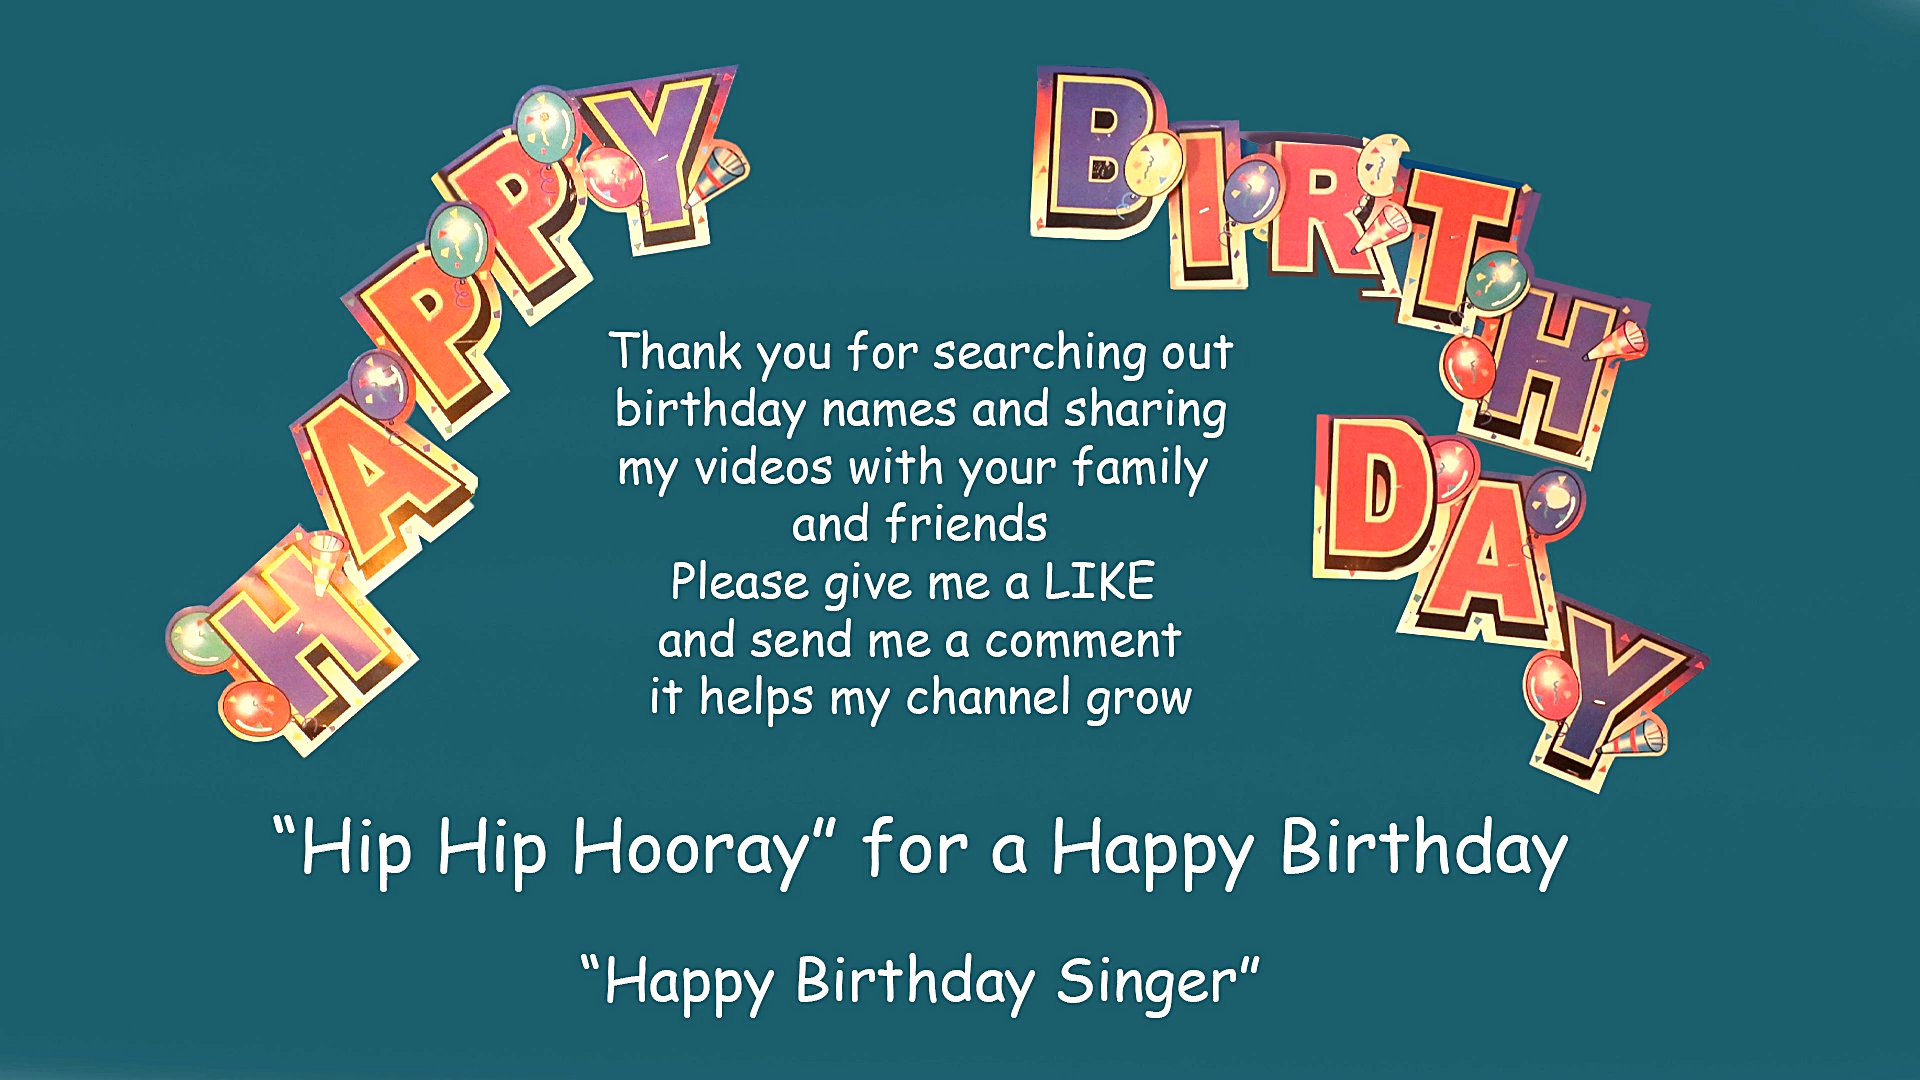 HAPPY
BIRTH
DAY
Thank you for searching out
birthday names and sharing
my videos with your family
and friends
Please give me a LIKE
and send me a comment
it helps my channel grow
“Hip Hip Hooray” for a Happy Birthday
“Happy Birthday Singer”